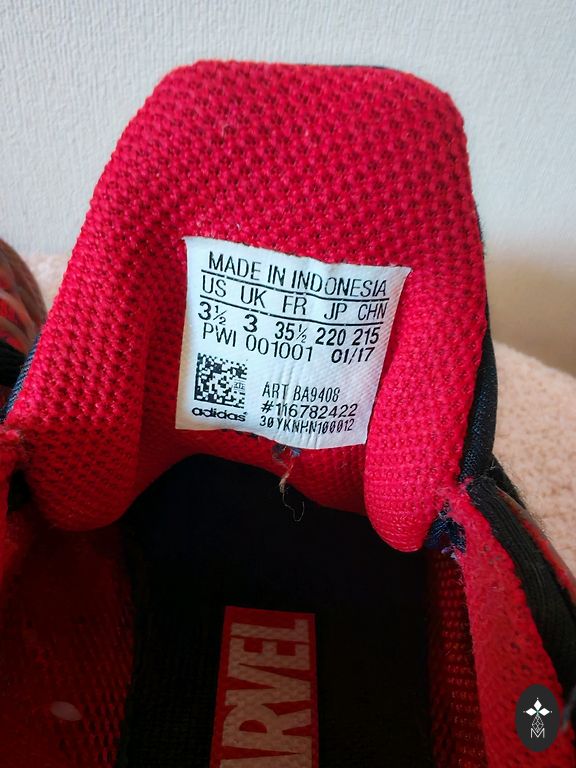 MADE IN INDONESIA
US UK FR JP CHN
3½ 3 35½ 220 215
PWI 001001 01/17
ART BA9408
#116782422
adidas 30YKNHN100012
MARVEL